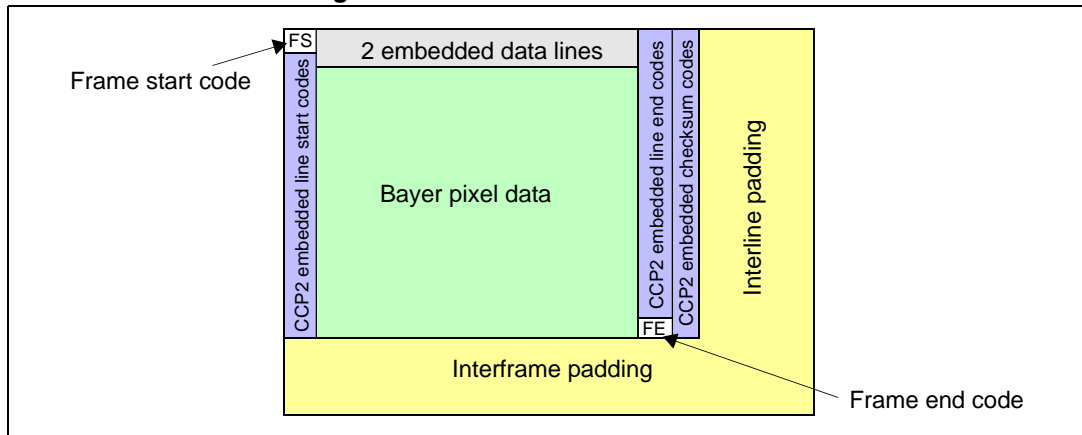 FS
2 embedded data lines
Frame start code
CCP2 embedded line start codes
Bayer pixel data
CCP2 embedded line end codes
CCP2 embedded checksum codes
Interline padding
FE
Interframe padding
Frame end code